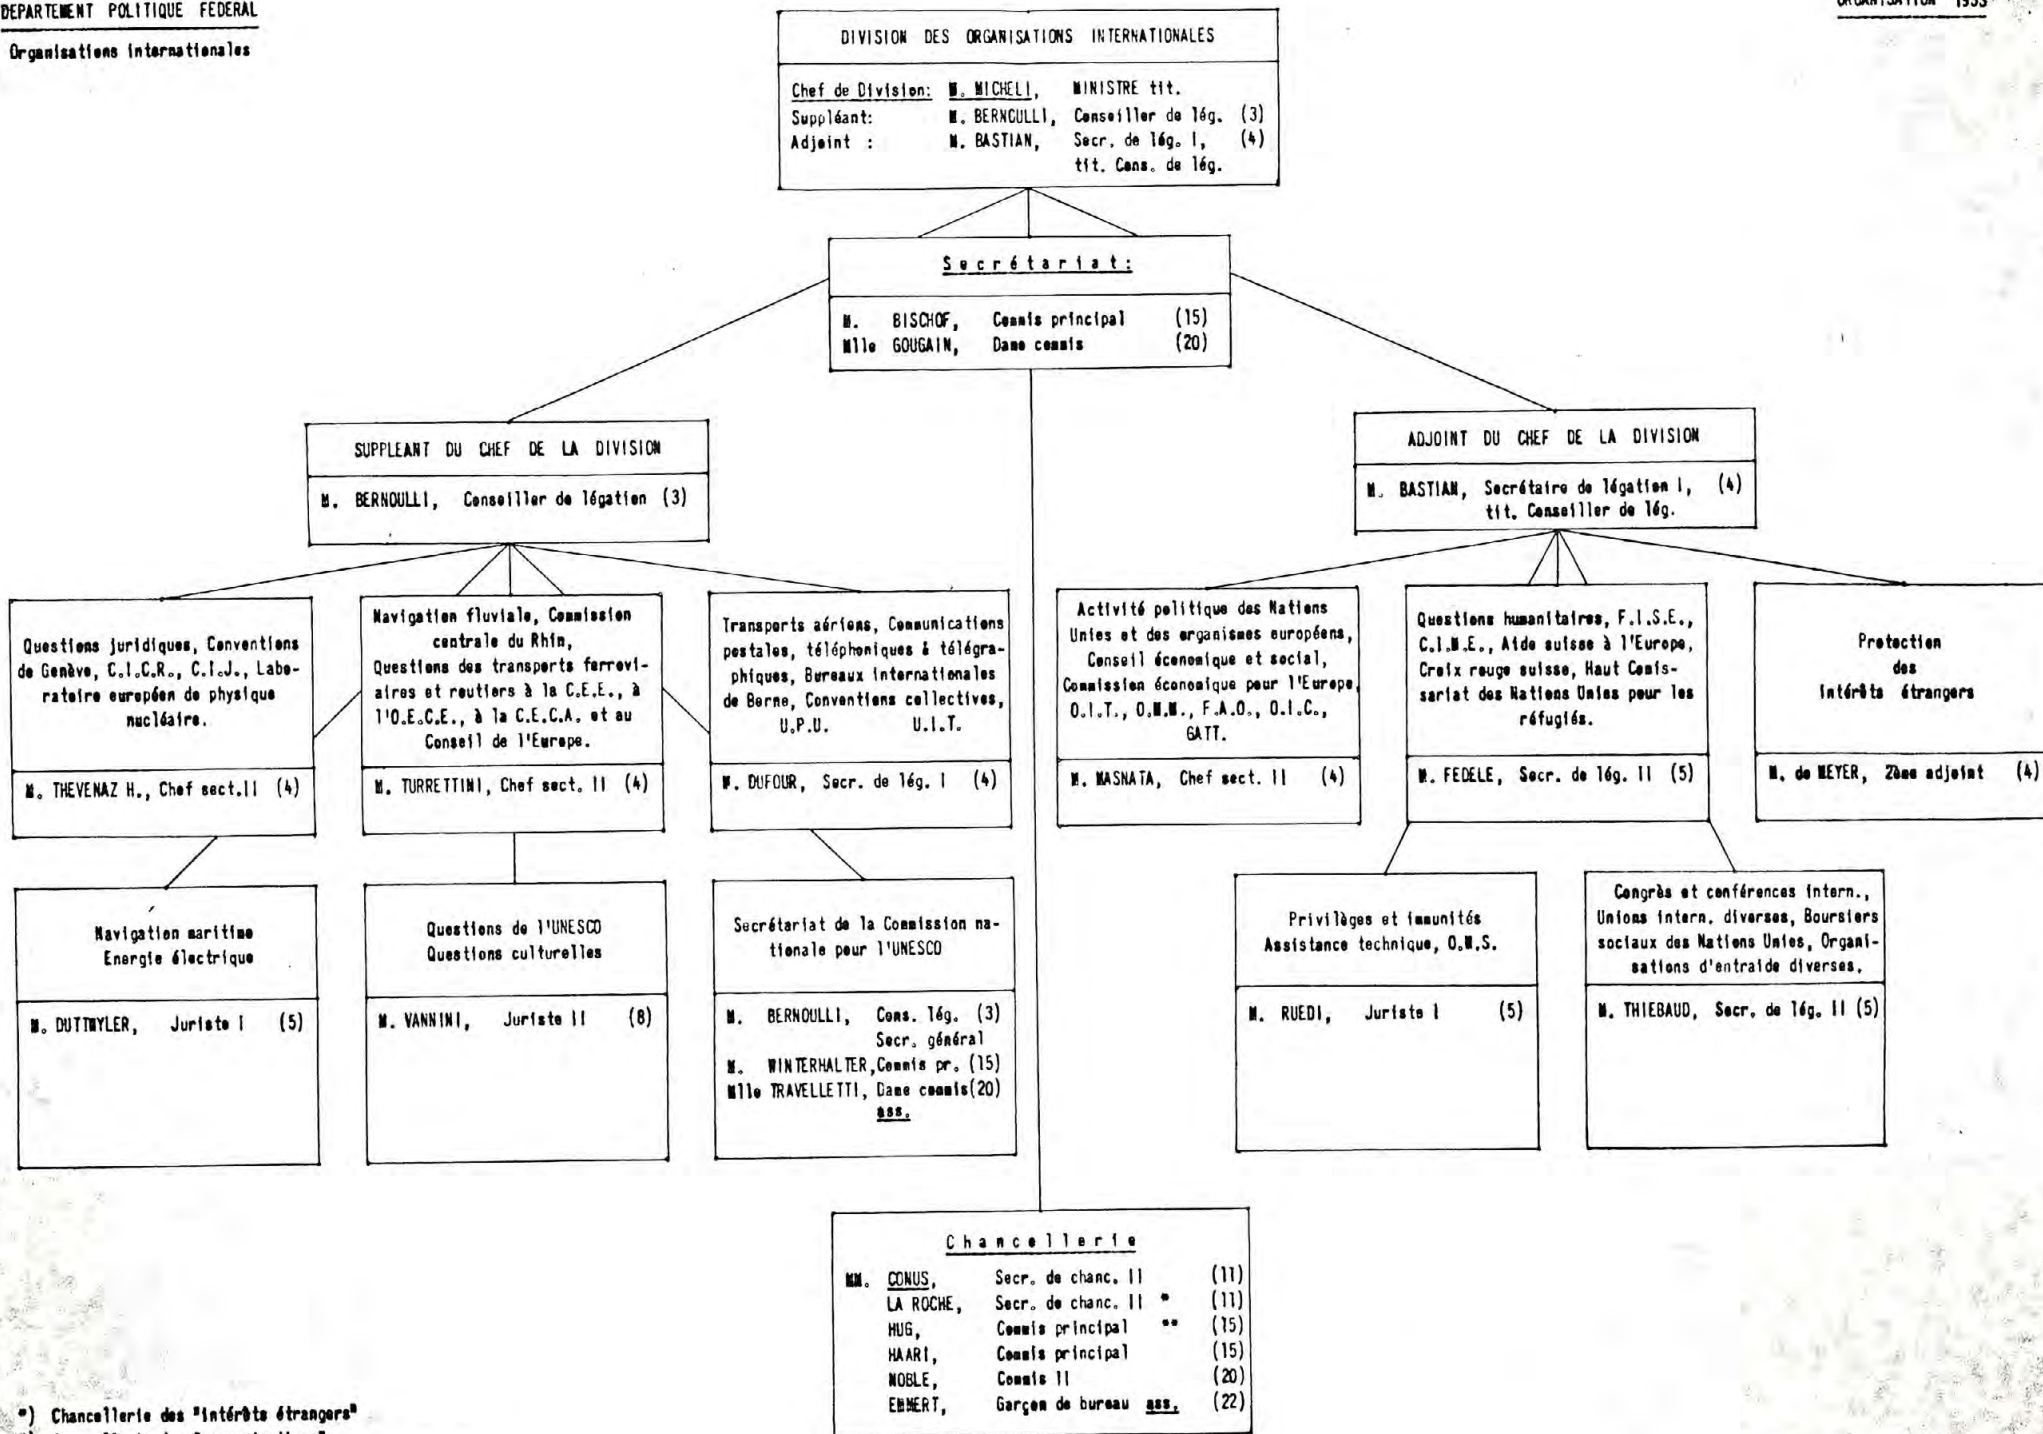 DEPARTEMENT POLITIQUE FEDERAL
Organisations internationales
ORGANISATION 1953
DIVISION DES ORGANISATIONS INTERNATIONALES
Chef de Division: M. MICHELI, MINISTRE tit.
Suppléant: M. BERNOULLI, Conseiller de lég. (3)
Adjoint : M. BASTIAN, Secr. de lég. I, (4)
tit. Cons. de lég.
Secrétariat:
M. BISCHOF, Commis principal (15)
Mlle GOUGAIN, Dame commis (20)
SUPPLEANT DU CHEF DE LA DIVISION
M. BERNOULLI, Conseiller de légation (3)
ADJOINT DU CHEF DE LA DIVISION
M. BASTIAN, Secrétaire de légation I, (4)
tit. Conseiller de lég.
Questions juridiques, Conventions
de Genève, C.I.C.R., C.I.J., Labo-
ratoire européen de physique
nucléaire.
M. THEVENAZ H., Chef sect.II (4)
Navigation fluviale, Commission
centrale du Rhin,
Questions des transports ferrovi-
aires et routiers à la C.E.E., à
l'O.E.C.E., à la C.E.C.A. et au
Conseil de l'Europe.
M. TURRETTINI, Chef sect. II (4)
Transports aériens, Communications
postales, téléphoniques & télégra-
phiques, Bureaux internationales
de Berne, Conventions collectives,
U.P.U. U.I.T.
M. DUFOUR, Secr. de lég. I (4)
Activité politique des Nations
Unies et des organismes européens,
Conseil économique et social,
Commission économique pour l'Europe,
O.I.T., O.M.M., F.A.O., O.I.C.,
GATT.
M. MASNATA, Chef sect. II (4)
Questions humanitaires, F.I.S.E.,
C.I.M.E., Aide suisse à l'Europe,
Croix rouge suisse, Haut Comis-
sariat des Nations Unies pour les
réfugiés.
M. FEDELE, Secr. de lég. II (5)
Protection
des
intérêts étrangers
M. de MEYER, 2ème adjoint (4)
Navigation maritime
Energie électrique
M. DUTTWYLER, Juriste I (5)
Questions de l'UNESCO
Questions culturelles
M. VANNINI, Juriste II (8)
Secrétariat de la Commission na-
tionale pour l'UNESCO
M. BERNOULLI, Cons. lég. (3)
Secr. général
M. WINTERHALTER, Commis pr. (15)
Mlle TRAVELLETTI, Dame commis(20)
ass.
Privilèges et immunités
Assistance technique, O.M.S.
M. RUEDI, Juriste I (5)
Congrès et conférences intern.,
Unions intern. diverses, Boursiers
sociaux des Nations Unies, Organi-
sations d'entraide diverses.
M. THIEBAUD, Secr. de lég. II (5)
Chancellerie
MM. CONUS, Secr. de chanc. II (11)
LA ROCHE, Secr. de chanc. II * (11)
HUG, Commis principal ** (15)
HAARI, Commis principal (15)
NOBLE, Commis II (20)
EMMERT, Garçon de bureau ass. (22)
*) Chancellerie des "intérêts étrangers"